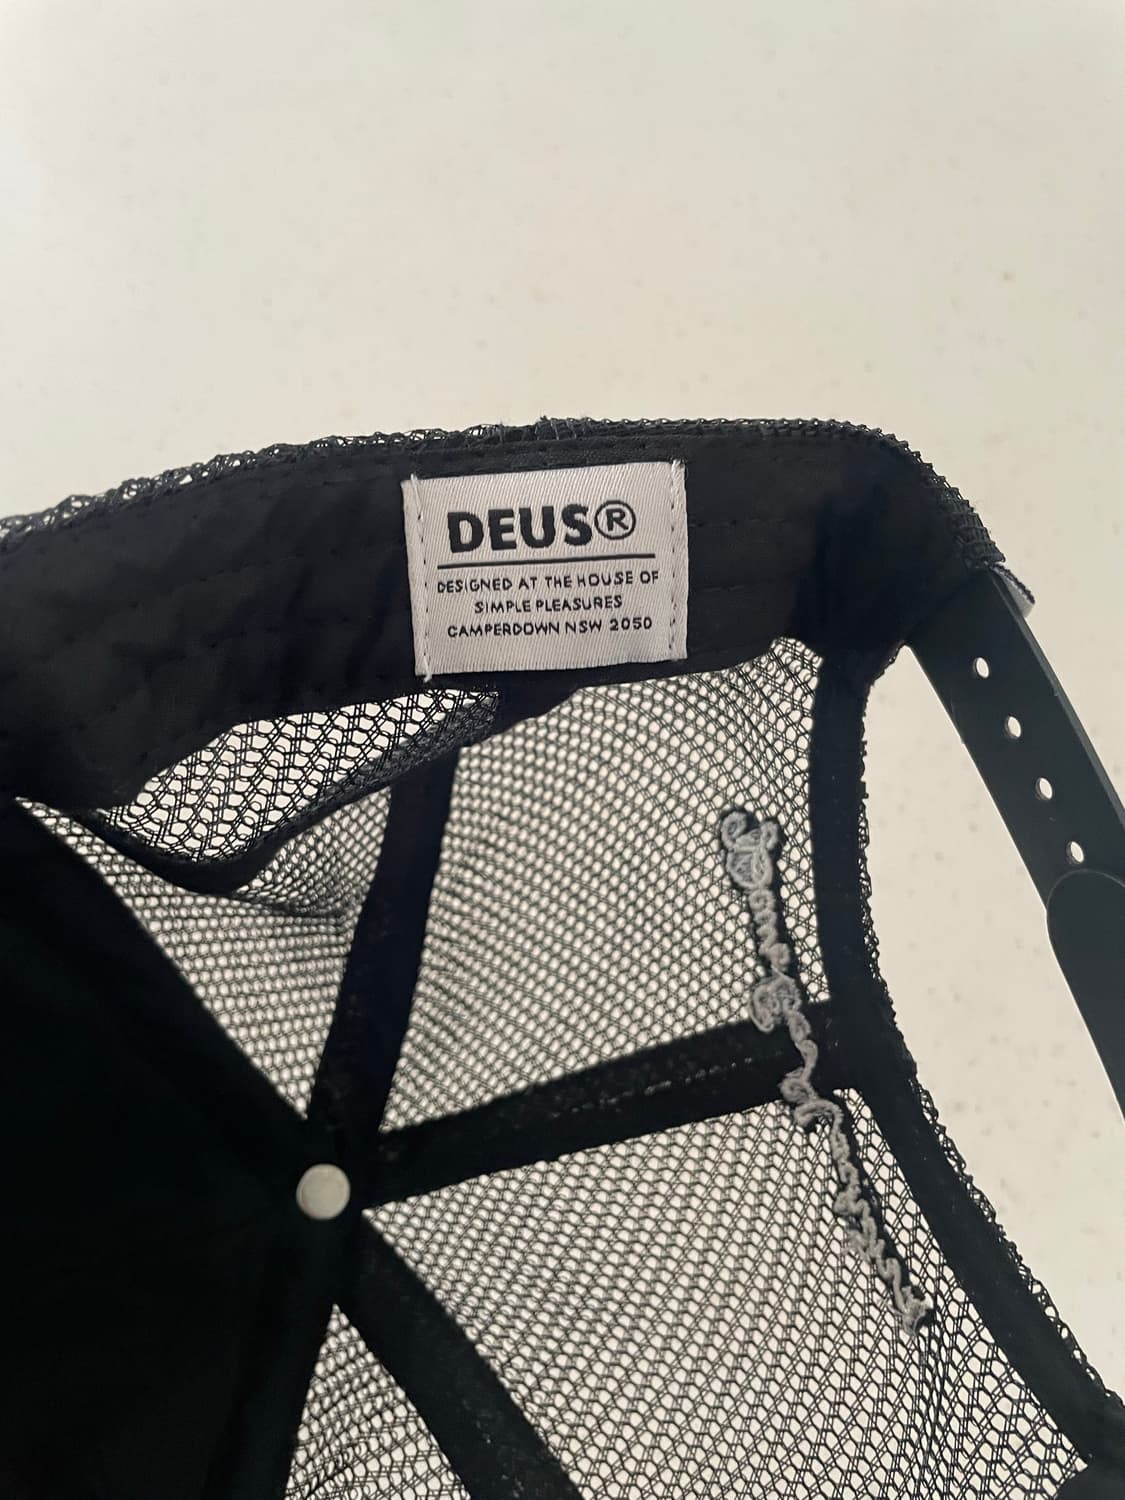 DEUS®
DESIGNED AT THE HOUSE OF
SIMPLE PLEASURES
CAMPERDOWN NSW 2050